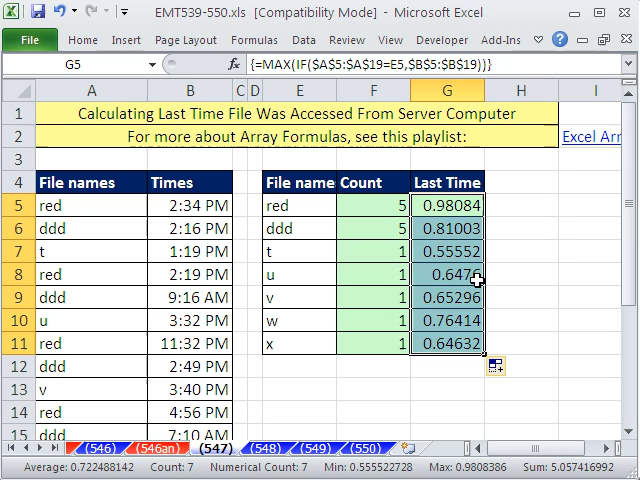 EMT539-550.xls [Compatibility Mode] - Microsoft Excel
File Home Insert Page Layout Formulas Data Review View Developer Add-Ins
G5 fx {=MAX(IF($A$5:$A$19=E5,$B$5:$B$19))}
A B C D E F G H I
1 Calculating Last Time File Was Accessed From Server Computer
2 For more about Array Formulas, see this playlist: Excel Arr
3
4 File names Times File name Count Last Time
5 red 2:34 PM red 5 0.98084
6 ddd 2:16 PM ddd 5 0.81003
7 t 1:19 PM t 1 0.55552
8 red 2:19 PM u 1 0.6476
9 ddd 9:16 AM v 1 0.65296
10 u 3:32 PM w 1 0.76414
11 red 11:32 PM x 1 0.64632
12 ddd 2:49 PM
13 v 3:40 PM
14 red 4:56 PM
15 ddd 7:10 AM
(546) (546an) (547) (548) (549) (550)
Average: 0.722488142 Count: 7 Numerical Count: 7 Min: 0.555522728 Max: 0.9808386 Sum: 5.057416992